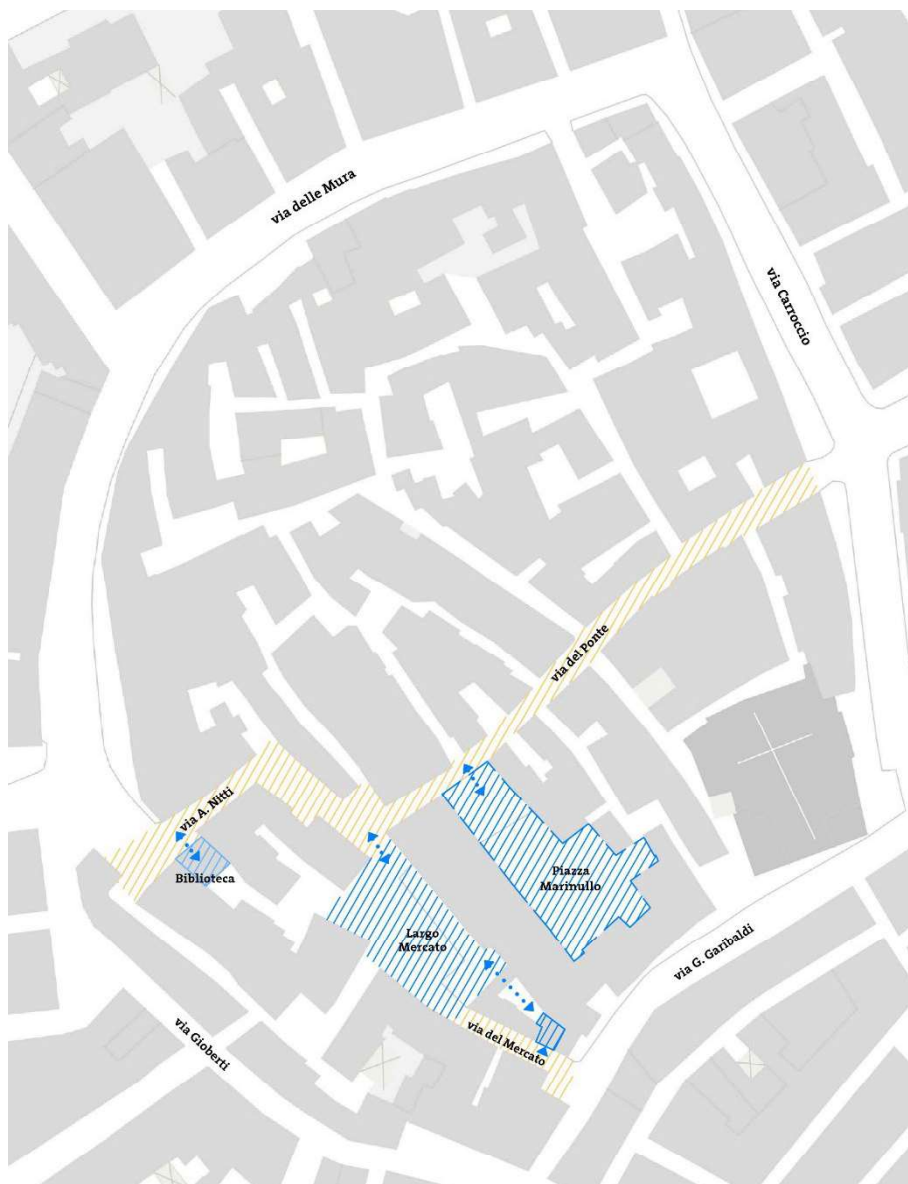 via delle Mura
via Carroccio
via del Ponte
via A. Nitti
Biblioteca
Piazza
Marinullo
Largo
Mercato
via G. Garibaldi
via del Mercato
via Gioberti